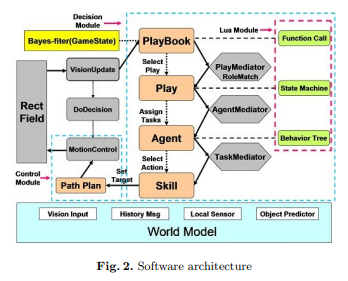 Decision
Module
Lua Module
Bayes-fiter(GameState)
PlayBook
Function Call
VisionUpdate
Select
Play
PlayMediator
RoleMatch
Rect
Field
Play
State Machine
DoDecision
Assign
Tasks
AgentMediator
Agent
Behavior Tree
MotionControl
Select
Action
TaskMediator
Control
Module
Path Plan
Set
Target
Skill
Vision Input
History Msg
Local Sensor
Object Predictor
World Model
Fig. 2. Software architecture